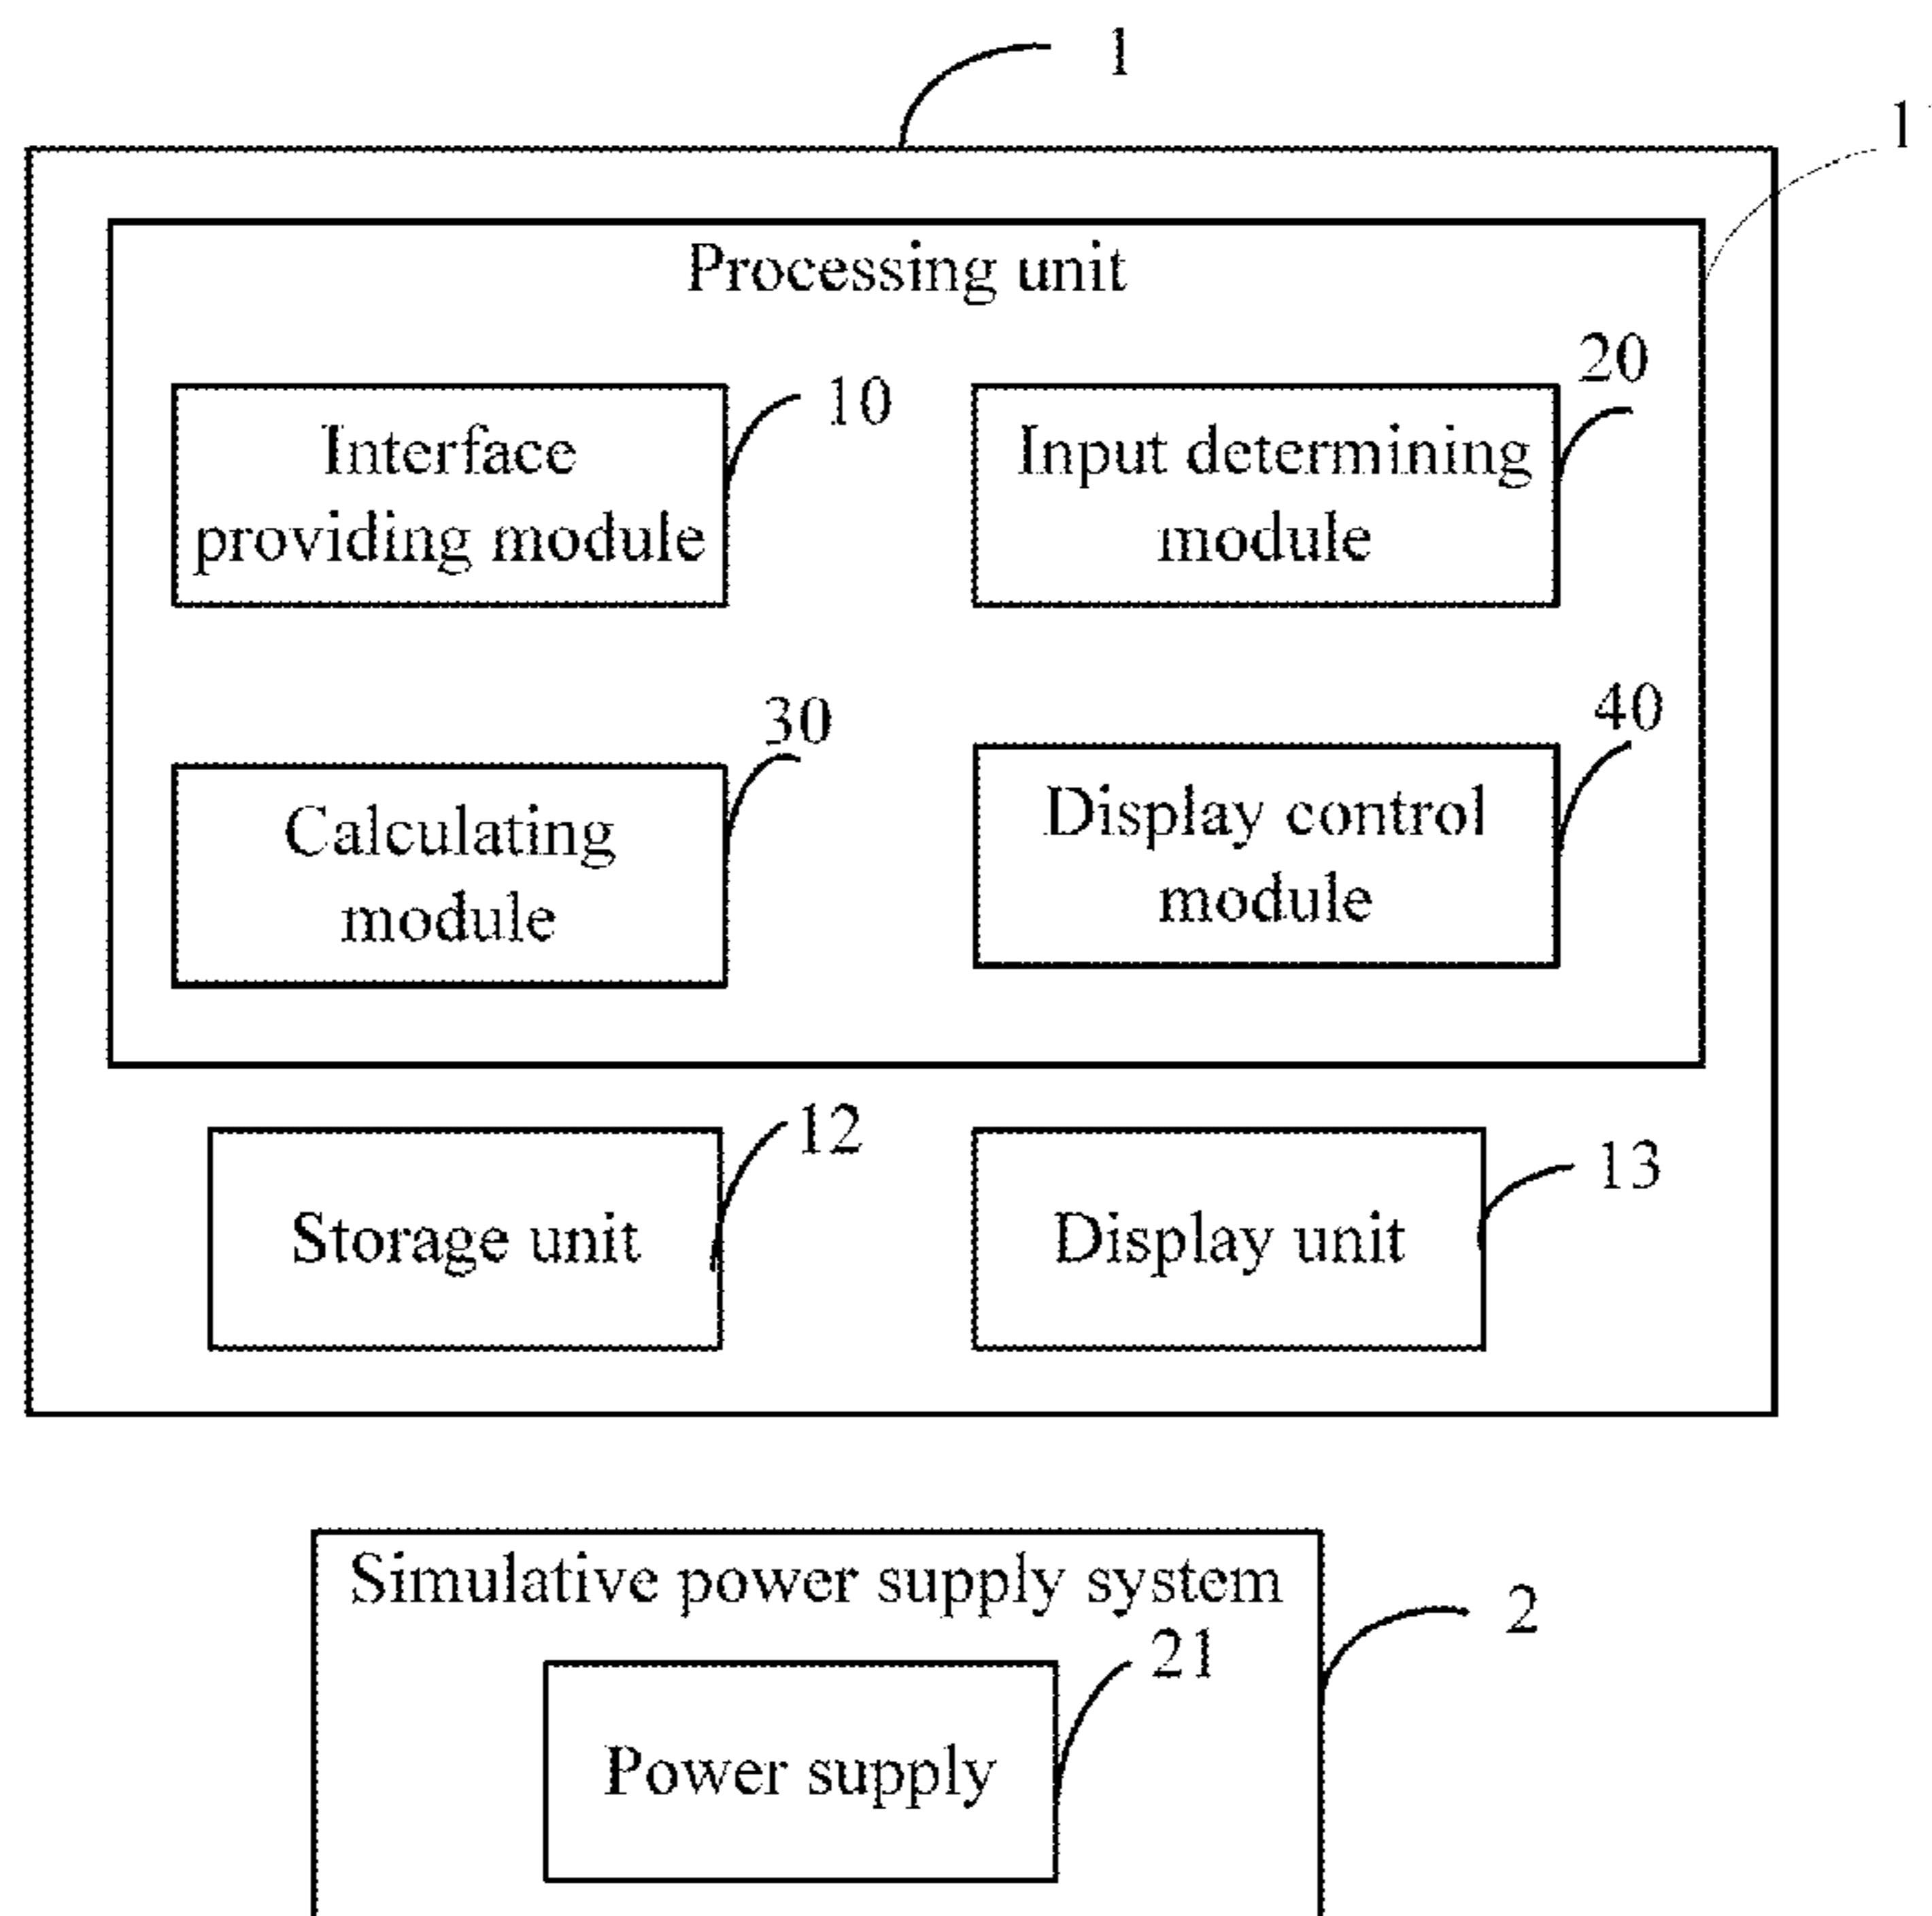 1
1
Processing unit
10
20
Interface
providing module
Input determining
module
30
40
Calculating
module
Display control
module
12
13
Storage unit
Display unit
Simulative power supply system
2
21
Power supply